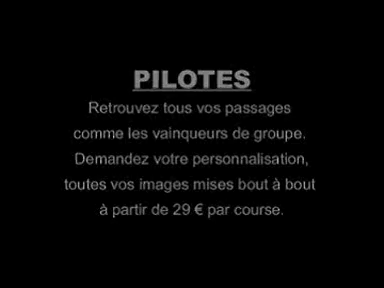 PILOTES
Retrouvez tous vos passages
comme les vainqueurs de groupe.
Demandez votre personnalisation,
toutes vos images mises bout à bout
à partir de 29 € par course.